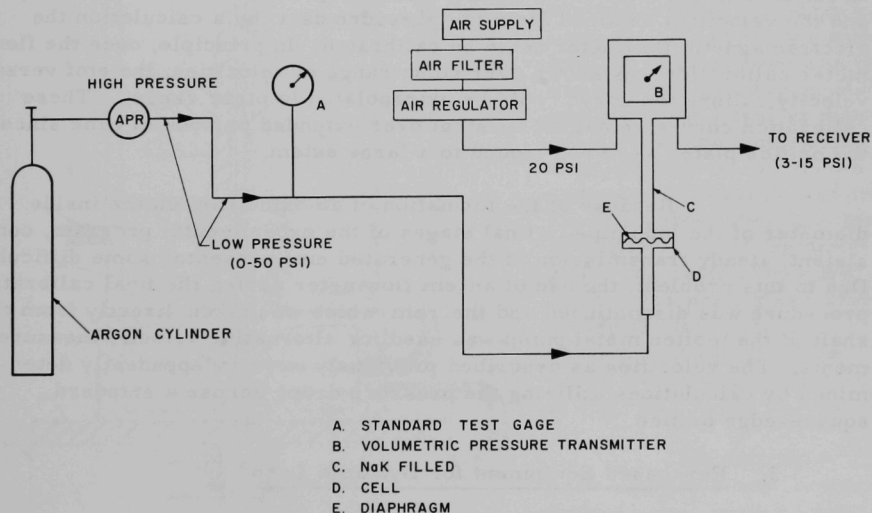 AIR SUPPLY
AIR FILTER
AIR REGULATOR
HIGH PRESSURE
APR
A
B
TO RECEIVER
(3-15 PSI)
20 PSI
C
E
D
LOW PRESSURE
(0-50 PSI)
ARGON CYLINDER
A. STANDARD TEST GAGE
B. VOLUMETRIC PRESSURE TRANSMITTER
C. NaK FILLED
D. CELL
E. DIAPHRAGM